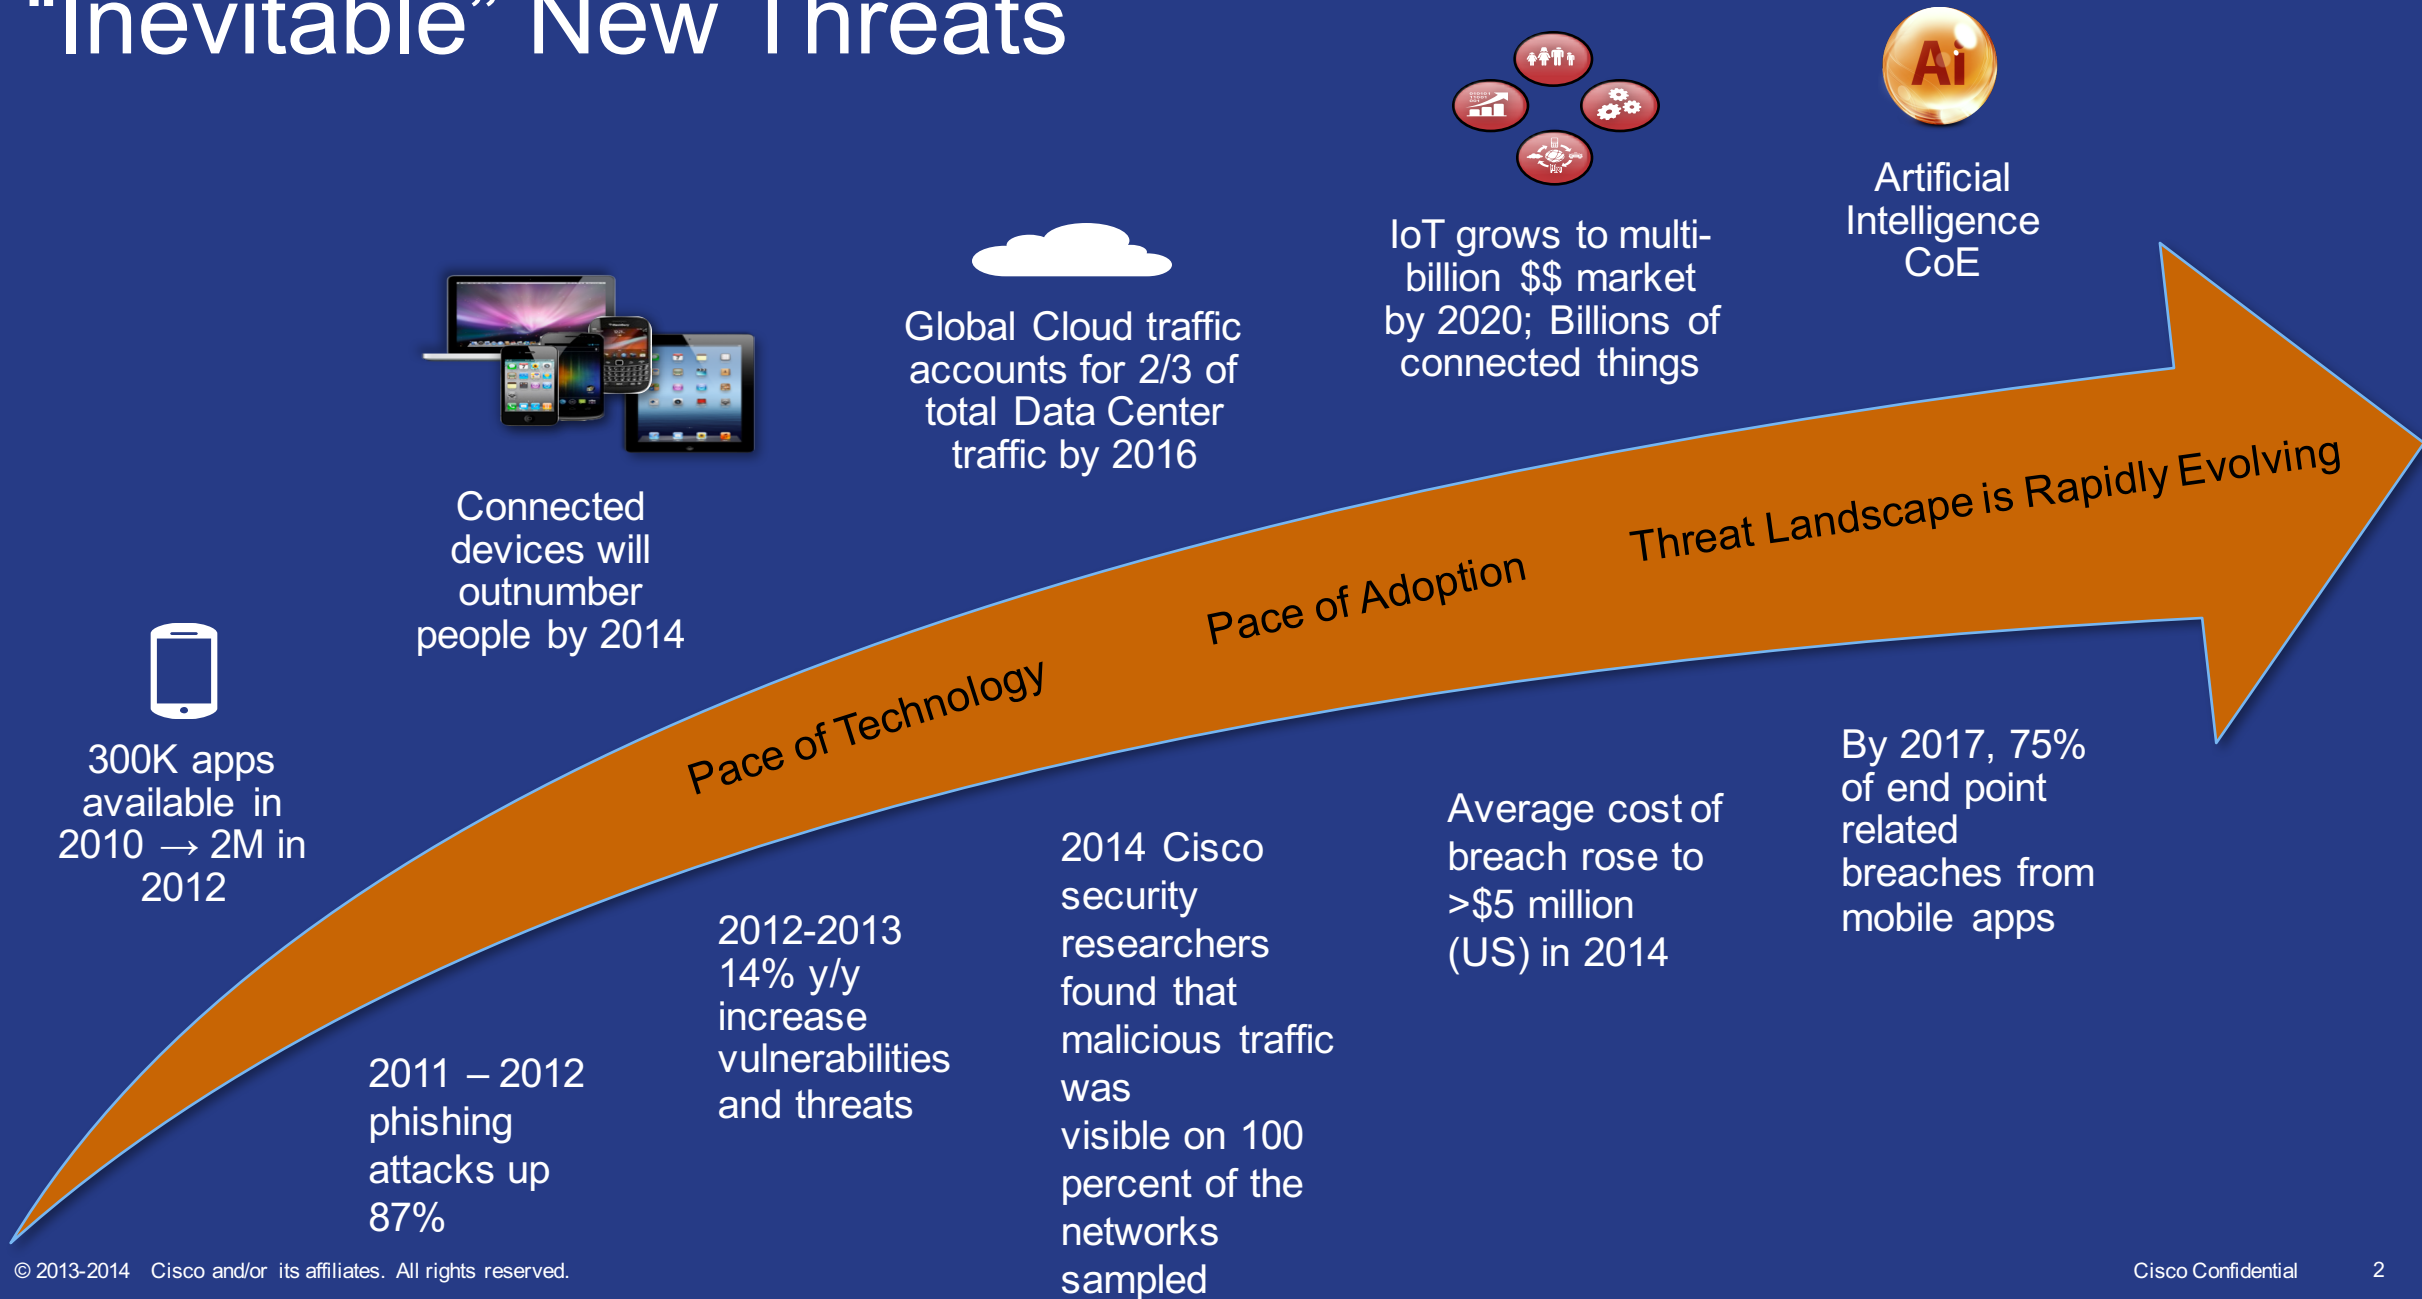 “Inevitable” New Threats
Ai
Artificial
Intelligence
CoE
IoT grows to multi-
billion $$ market
by 2020; Billions of
connected things
Global Cloud traffic
accounts for 2/3 of
total Data Center
traffic by 2016
Connected
devices will
outnumber
people by 2014
300K apps
available in
2010 → 2M in
2012
Pace of Technology
Pace of Adoption
Threat Landscape is Rapidly Evolving
2011 – 2012
phishing
attacks up
87%
2012-2013
14% y/y
increase
vulnerabilities
and threats
2014 Cisco
security
researchers
found that
malicious traffic
was
visible on 100
percent of the
networks
sampled
Average cost of
breach rose to
>$5 million
(US) in 2014
By 2017, 75%
of end point
related
breaches from
mobile apps
© 2013-2014 Cisco and/or its affiliates. All rights reserved.
Cisco Confidential 2